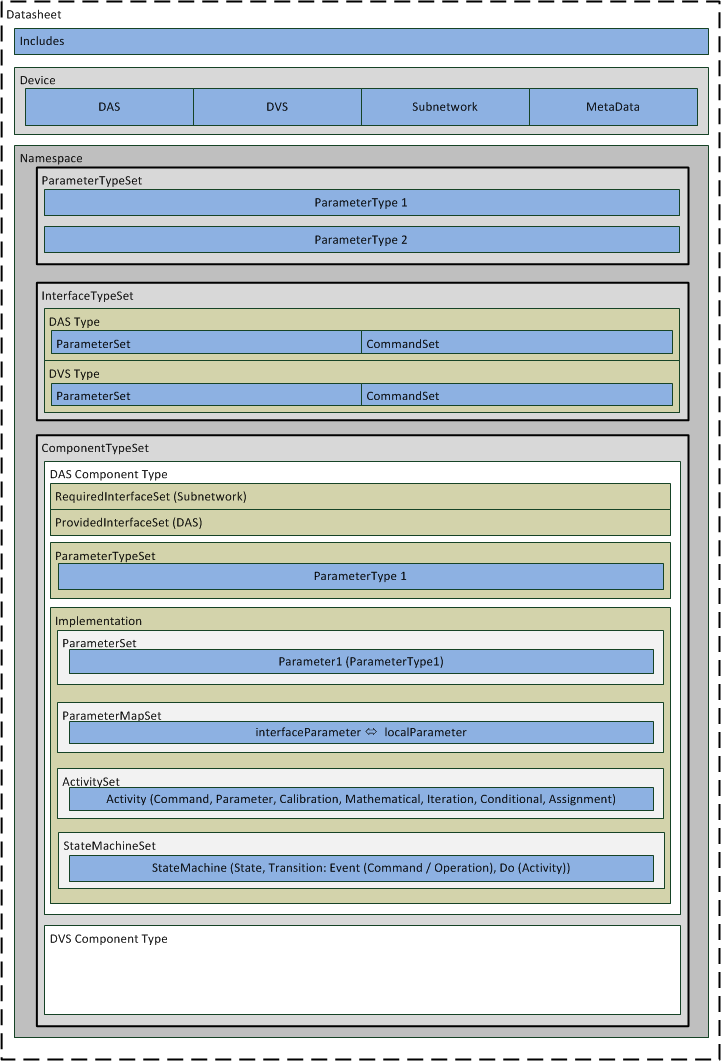 Datasheet
Includes
Device
DAS
DVS
Subnetwork
MetaData
Namespace
ParameterTypeSet
ParameterType 1
ParameterType 2
InterfaceTypeSet
DAS Type
ParameterSet
CommandSet
DVS Type
ParameterSet
CommandSet
ComponentTypeSet
DAS Component Type
RequiredInterfaceSet (Subnetwork)
ProvidedInterfaceSet (DAS)
ParameterTypeSet
ParameterType 1
Implementation
ParameterSet
Parameter1 (ParameterType1)
ParameterMapSet
interfaceParameter ⇔ localParameter
ActivitySet
Activity (Command, Parameter, Calibration, Mathematical, Iteration, Conditional, Assignment)
StateMachineSet
StateMachine (State, Transition: Event (Command / Operation), Do (Activity))
DVS Component Type